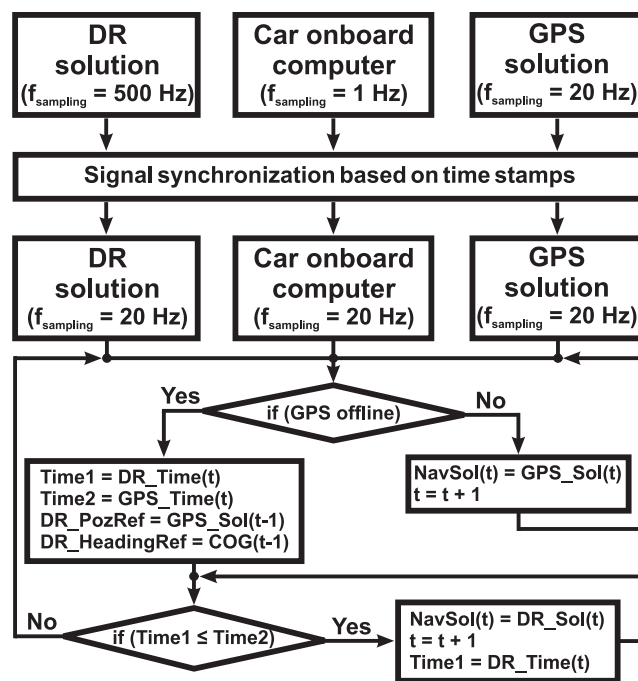 DR
solution
(fsampling = 500 Hz)
Car onboard
computer
(fsampling = 1 Hz)
GPS
solution
(fsampling = 20 Hz)
Signal synchronization based on time stamps
DR
solution
(fsampling = 20 Hz)
Car onboard
computer
(fsampling = 20 Hz)
GPS
solution
(fsampling = 20 Hz)
Yes
if (GPS offline)
No
Time1 = DR_Time(t)
Time2 = GPS_Time(t)
DR_PozRef = GPS_Sol(t-1)
DR_HeadingRef = COG(t-1)
NavSol(t) = GPS_Sol(t)
t = t + 1
No
if (Time1 ≤ Time2)
Yes
NavSol(t) = DR_Sol(t)
t = t + 1
Time1 = DR_Time(t)